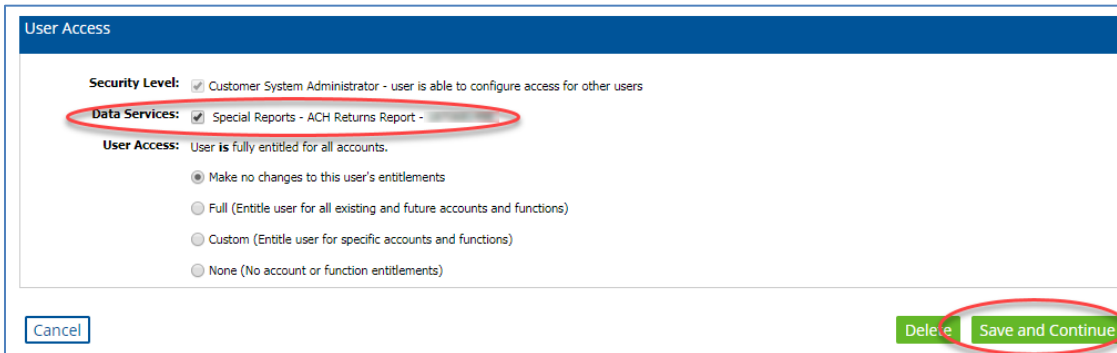 User Access
Security Level: Customer System Administrator - user is able to configure access for other users
Data Services: Special Reports - ACH Returns Report -
User Access: User is fully entitled for all accounts.
Make no changes to this user's entitlements
Full (Entitle user for all existing and future accounts and functions)
Custom (Entitle user for specific accounts and functions)
None (No account or function entitlements)
Cancel Delete Save and Continue